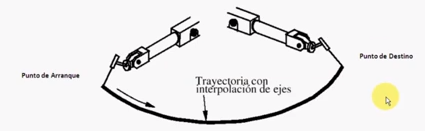 Punto de Destino
Punto de Arranque
Trayectoria con
interpolación de ejes